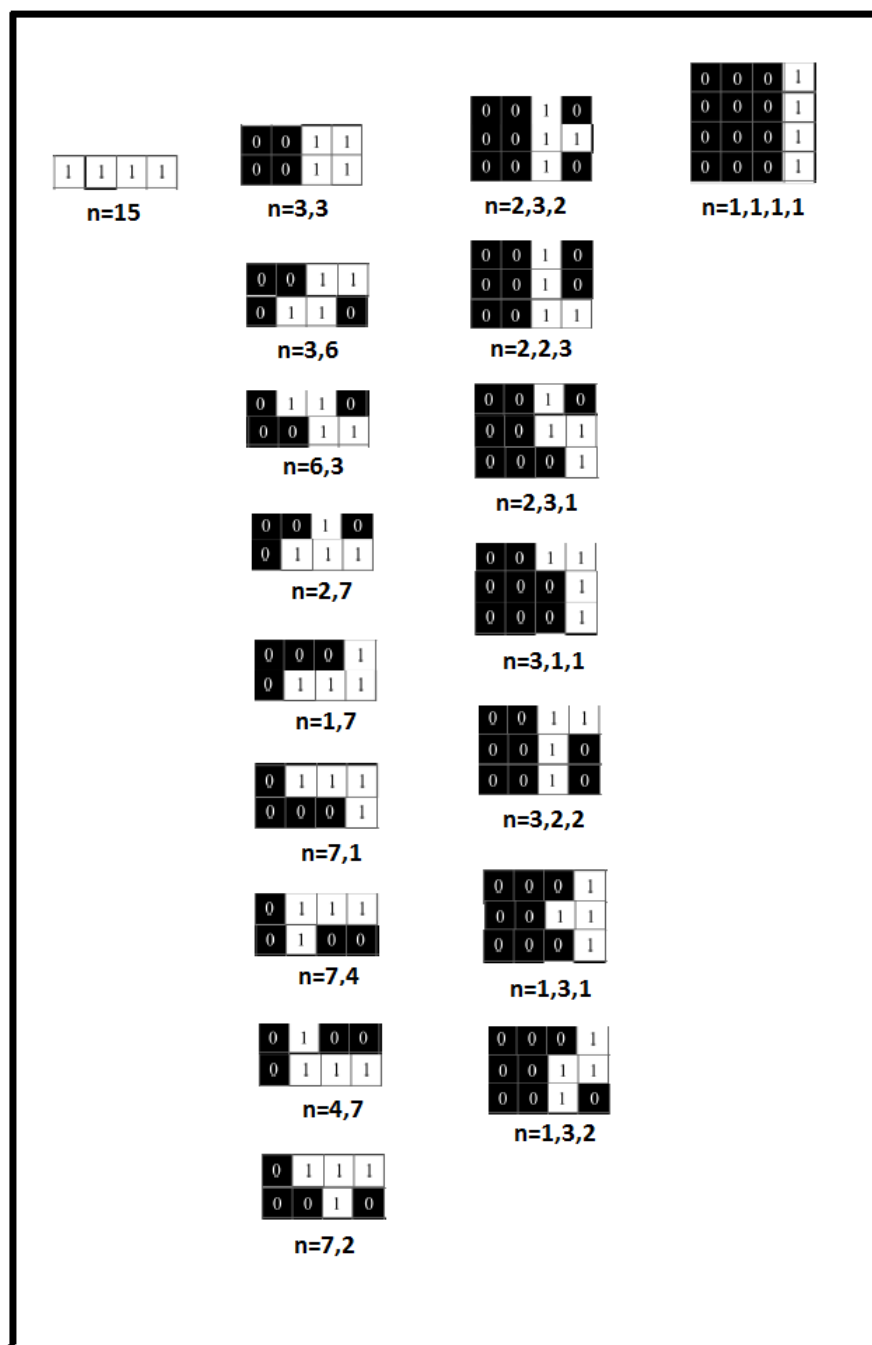 1 1 1 1
n=15
0 0 1 1
0 0 1 1
n=3,3
0 0 1 1
0 1 1 0
n=3,6
0 1 1 0
0 0 1 1
n=6,3
0 0 1 0
0 1 1 1
n=2,7
0 0 0 1
0 1 1 1
n=1,7
0 1 1 1
0 0 0 1
n=7,1
0 1 1 1
0 1 0 0
n=7,4
0 1 0 0
0 1 1 1
n=4,7
0 1 1 1
0 0 1 0
n=7,2
0 0 1 0
0 0 1 1
0 0 1 0
n=2,3,2
0 0 1 0
0 0 1 0
0 0 1 1
n=2,2,3
0 0 1 0
0 0 1 1
0 0 0 1
n=2,3,1
0 0 1 1
0 0 0 1
0 0 0 1
n=3,1,1
0 0 1 1
0 0 1 0
0 0 1 0
n=3,2,2
0 0 0 1
0 0 1 1
0 0 0 1
n=1,3,1
0 0 0 1
0 0 1 1
0 0 1 0
n=1,3,2
0 0 0 1
0 0 0 1
0 0 0 1
0 0 0 1
n=1,1,1,1